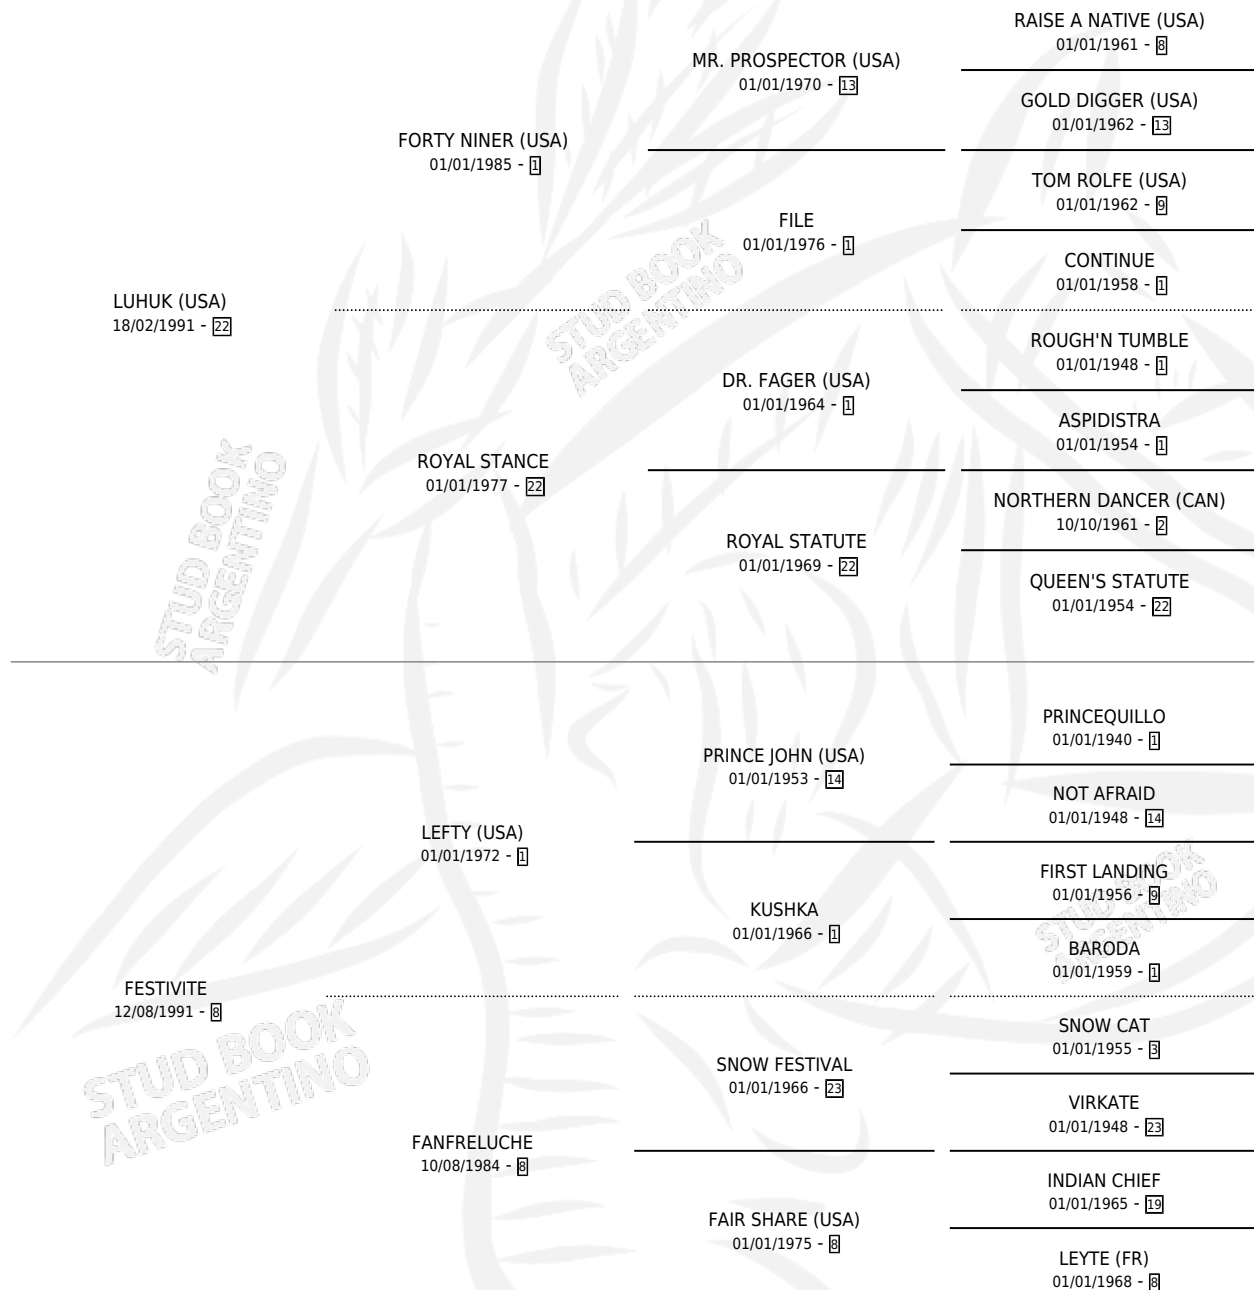 RAISE A NATIVE (USA)
01/01/1961 - 8
MR. PROSPECTOR (USA)
01/01/1970 - 13
GOLD DIGGER (USA)
01/01/1962 - 13
FORTY NINER (USA)
01/01/1985 - 1
TOM ROLFE (USA)
01/01/1962 - 9
FILE
01/01/1976 - 1
CONTINUE
01/01/1958 - 1
LUHUK (USA)
18/02/1991 - 22
ROUGH'N TUMBLE
01/01/1948 - 1
DR. FAGER (USA)
01/01/1964 - 1
ASPIDISTRA
01/01/1954 - 1
ROYAL STANCE
01/01/1977 - 22
NORTHERN DANCER (CAN)
10/10/1961 - 2
ROYAL STATUTE
01/01/1969 - 22
QUEEN'S STATUTE
01/01/1954 - 22
PRINCEQUILLO
01/01/1940 - 1
PRINCE JOHN (USA)
01/01/1953 - 14
NOT AFRAID
01/01/1948 - 14
LEFTY (USA)
01/01/1972 - 1
FIRST LANDING
01/01/1956 - 9
KUSHKA
01/01/1966 - 1
BARODA
01/01/1959 - 1
FESTIVITE
12/08/1991 - 8
SNOW CAT
01/01/1955 - 3
SNOW FESTIVAL
01/01/1966 - 23
VIRKATE
01/01/1948 - 23
FANFRELUCHE
10/08/1984 - 8
INDIAN CHIEF
01/01/1965 - 19
FAIR SHARE (USA)
01/01/1975 - 8
LEYTE (FR)
01/01/1968 - 8
STUD BOOK
ARGENTINO
STUD BOOK
ARGENTINO
STUD BOOK
ARGENTINO
STUD BOOK
ARGENTINO